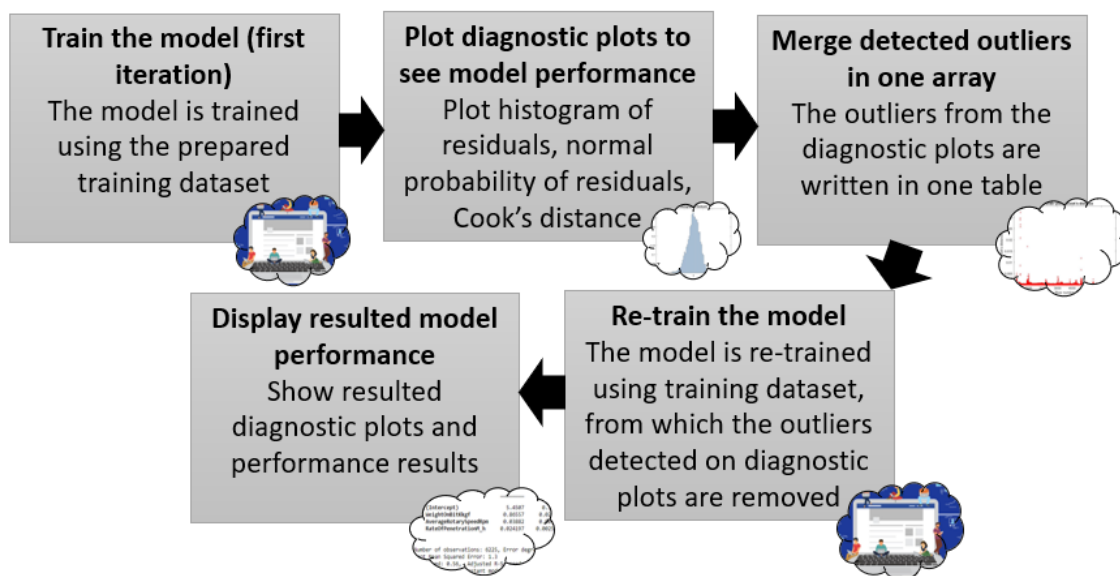 Train the model (first
iteration)
The model is trained
using the prepared
training dataset
Plot diagnostic plots to
see model performance
Plot histogram of
residuals, normal
probability of residuals,
Cook's distance
Merge detected outliers
in one array
The outliers from the
diagnostic plots are
written in one table
Re-train the model
The model is re-trained
using training dataset,
from which the outliers
detected on diagnostic
plots are removed
Display resulted model
performance
Show resulted
diagnostic plots and
performance results
(Intercept)